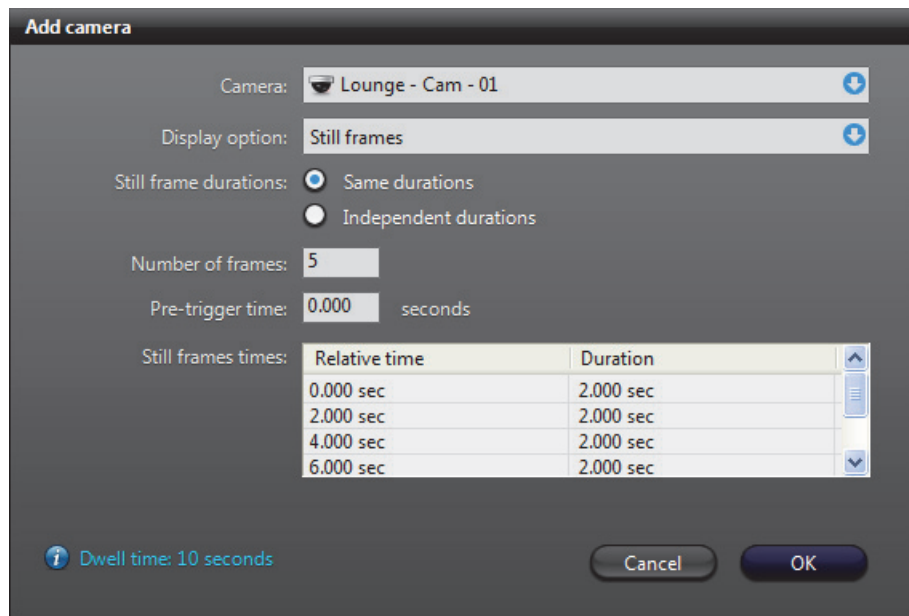 Add camera
Camera: Lounge - Cam - 01
Display option: Still frames
Still frame durations: Same durations
Independent durations
Number of frames: 5
Pre-trigger time: 0.000 seconds
Still frames times: Relative time Duration
0.000 sec 2.000 sec
2.000 sec 2.000 sec
4.000 sec 2.000 sec
6.000 sec 2.000 sec
i Dwell time: 10 seconds Cancel OK